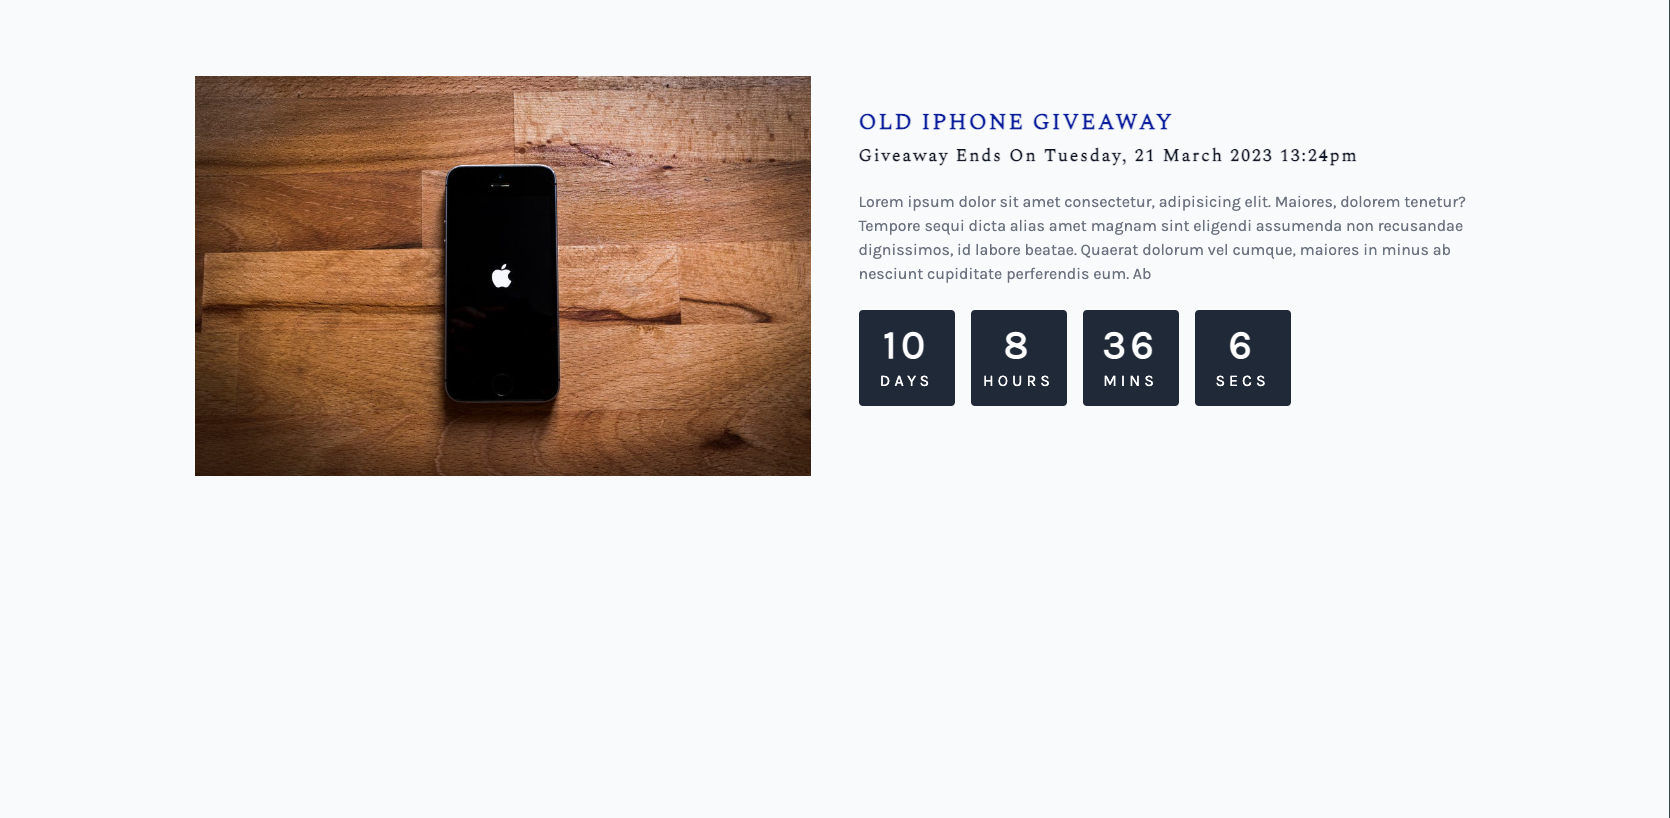 OLD IPHONE GIVEAWAY
Giveaway Ends On Tuesday, 21 March 2023 13:24pm
Lorem ipsum dolor sit amet consectetur, adipisicing elit. Maiores, dolorem tenetur?
Tempore sequi dicta alias amet magnam sint eligendi assumenda non recusandae
dignissimos, id labore beatae. Quaerat dolorum vel cumque, maiores in minus ab
nesciunt cupiditate perferendis eum. Ab
10 8 36 6
DAYS HOURS MINS SECS